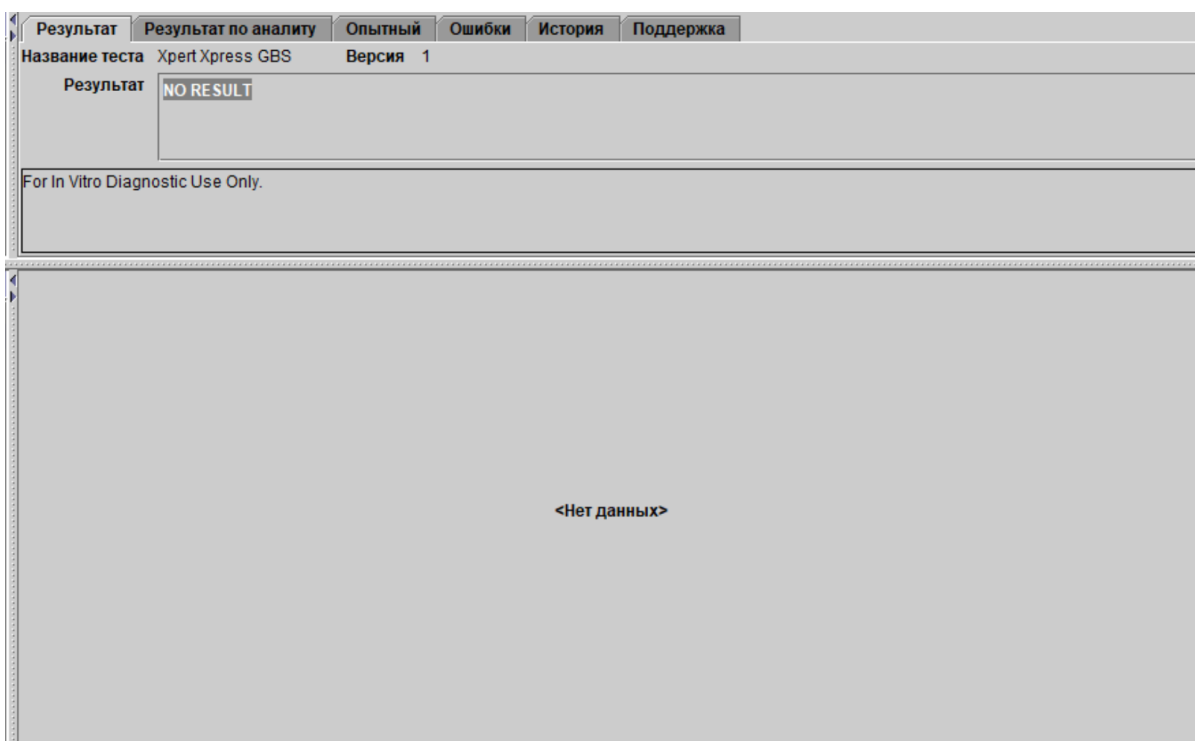 Результат Результат по аналиту Опытный Ошибки История Поддержка
Название теста Xpert Xpress GBS Версия 1
Результат NO RESULT
For In Vitro Diagnostic Use Only.
<Нет данных>